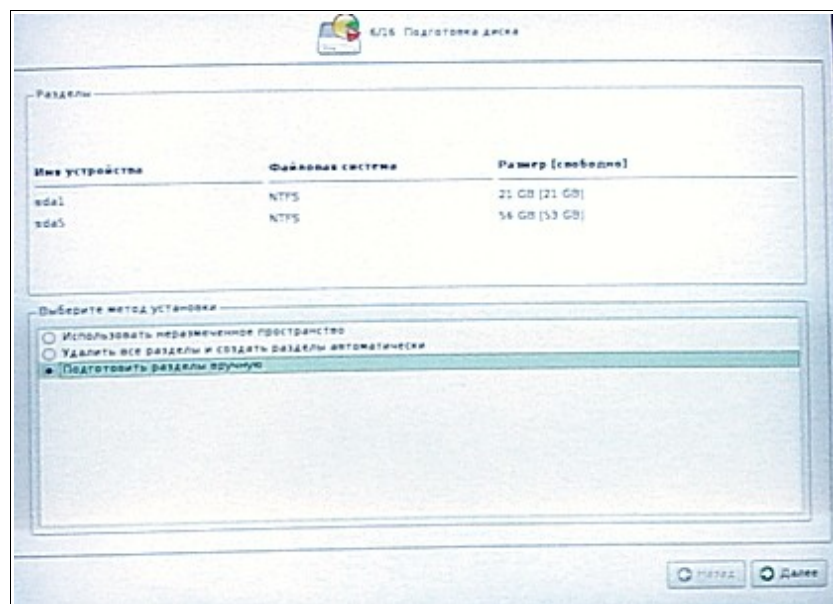 6/16 Подготовка диска
Разделы
Имя устройства Файловая система Размер [свободно]
sda1 NTFS 21 GB [21 GB]
sda5 NTFS 56 GB [53 GB]
Выберите метод установки
Использовать неразмеченное пространство
Удалить все разделы и создать разделы автоматически
Подготовить разделы вручную
Назад Далее